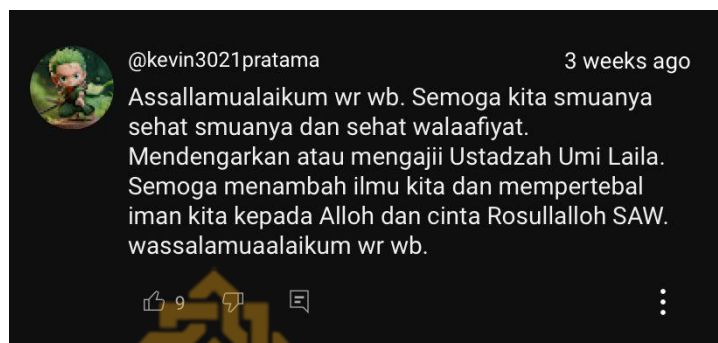 @kevin3021pratama 3 weeks ago
Assallamualaikum wr wb. Semoga kita smuanya
sehat smuanya dan sehat walaafiyat.
Mendengarkan atau mengajii Ustadzah Umi Laila.
Semoga menambah ilmu kita dan mempertebal
iman kita kepada Alloh dan cinta Rosullalloh SAW.
wassalamuaalaikum wr wb.
9